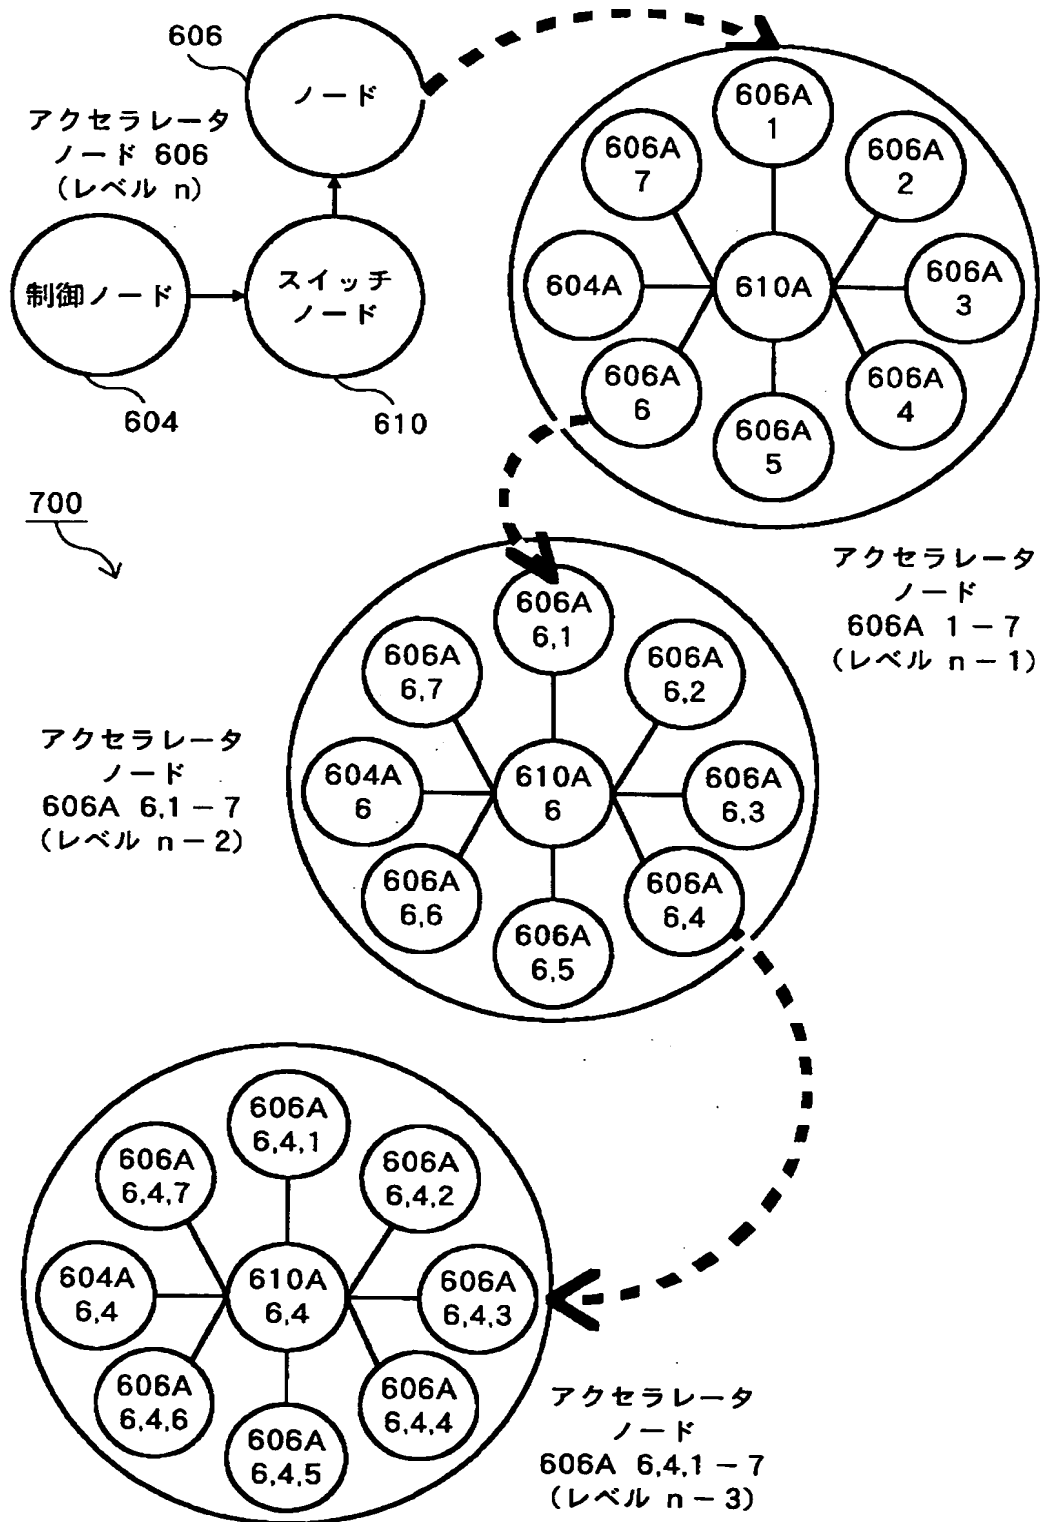 606
ノード
アクセラレータ
ノード 606
(レベル n)
制御ノード
スイッチ
ノード
604
610
606A
1
606A
2
606A
3
606A
4
606A
5
606A
6
606A
7
604A
610A
アクセラレータ
ノード
606A 1－7
(レベル n－1)
700
606A
6,1
606A
6,2
606A
6,3
606A
6,4
606A
6,5
606A
6,6
606A
6,7
604A
6
610A
6
アクセラレータ
ノード
606A 6,1－7
(レベル n－2)
606A
6,4,1
606A
6,4,2
606A
6,4,3
606A
6,4,4
606A
6,4,5
606A
6,4,6
606A
6,4,7
604A
6,4
610A
6,4
アクセラレータ
ノード
606A 6,4,1－7
(レベル n－3)